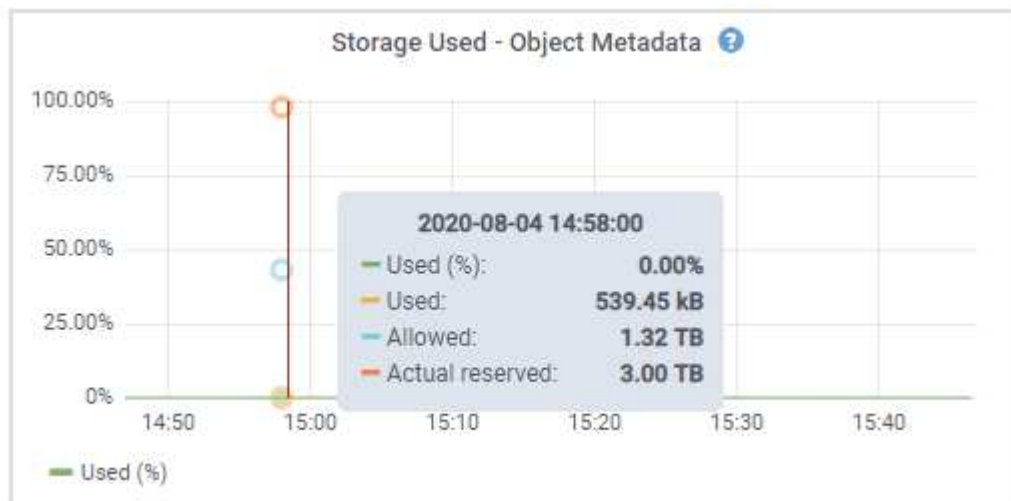 Storage Used - Object Metadata ?
100.00%
75.00%
50.00%
25.00%
0%
14:50 15:00 15:10 15:20 15:30 15:40
2020-08-04 14:58:00
Used (%): 0.00%
Used: 539.45 kB
Allowed: 1.32 TB
Actual reserved: 3.00 TB
Used (%)